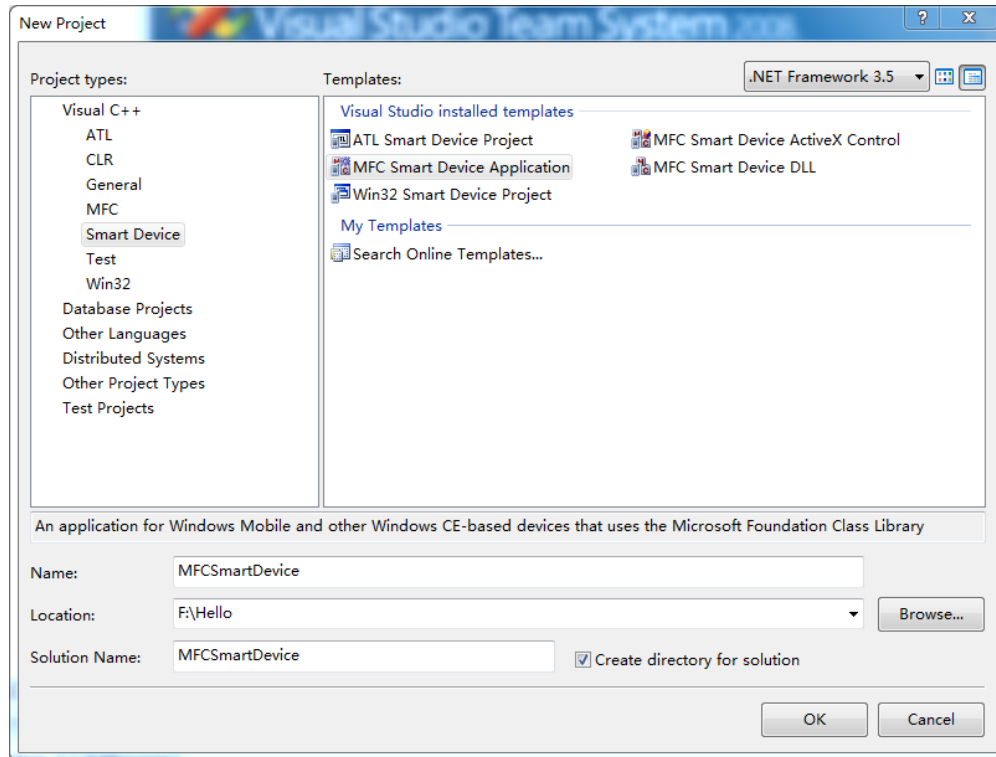 Visual Studio Team System 2008
New Project
Project types:
Templates:
.NET Framework 3.5
Visual C++
ATL
CLR
General
MFC
Smart Device
Test
Win32
Database Projects
Other Languages
Distributed Systems
Other Project Types
Test Projects
Visual Studio installed templates
ATL Smart Device Project
MFC Smart Device ActiveX Control
MFC Smart Device Application
MFC Smart Device DLL
Win32 Smart Device Project
My Templates
Search Online Templates...
An application for Windows Mobile and other Windows CE-based devices that uses the Microsoft Foundation Class Library
Name:
MFCSmartDevice
Location:
F:\Hello
Browse...
Solution Name:
MFCSmartDevice
Create directory for solution
OK
Cancel